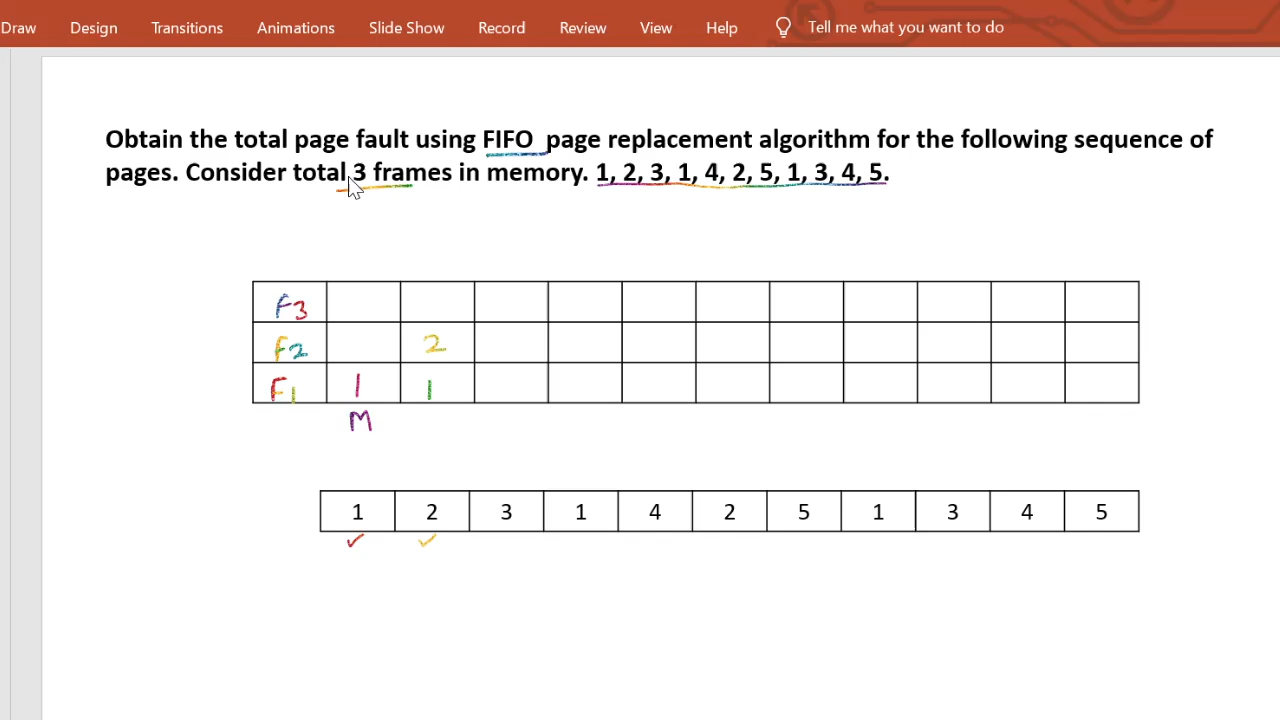 Draw Design Transitions Animations Slide Show Record Review View Help Tell me what you want to do
Obtain the total page fault using FIFO page replacement algorithm for the following sequence of
pages. Consider total 3 frames in memory. 1, 2, 3, 1, 4, 2, 5, 1, 3, 4, 5.
F3
F2 2
F1 1 1
M
1 2 3 1 4 2 5 1 3 4 5